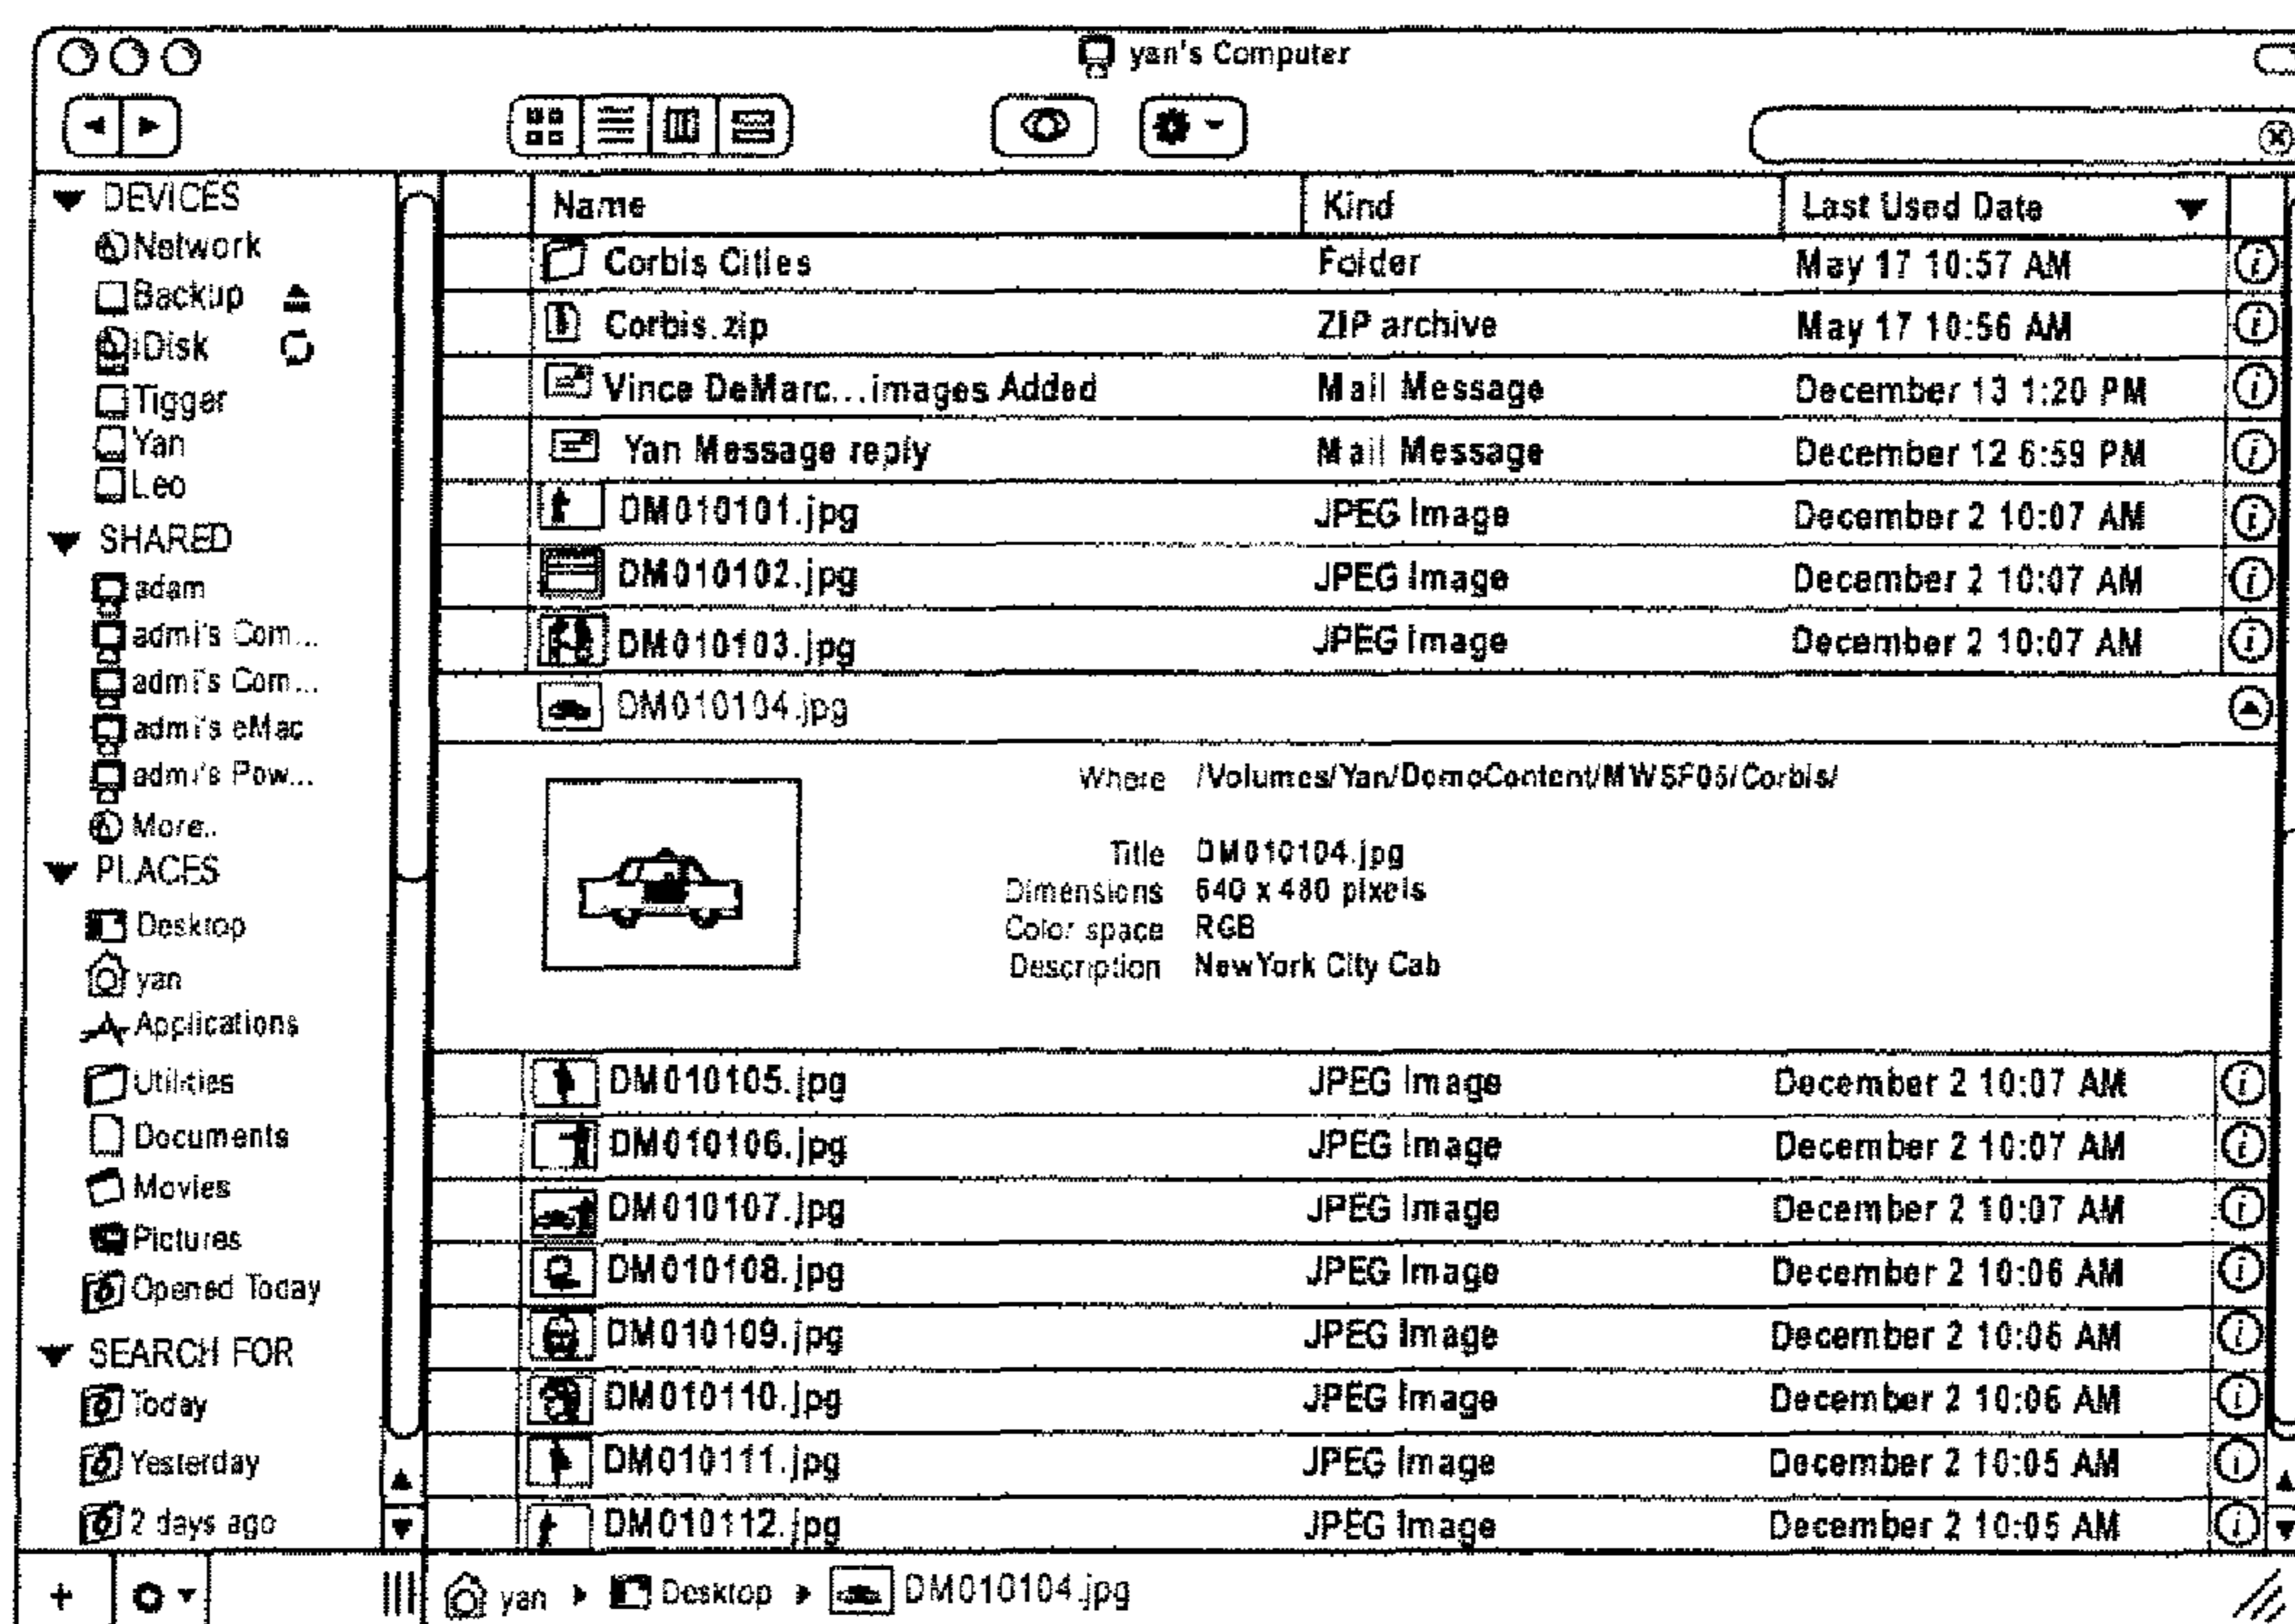 yan's Computer
DEVICES
Network
Backup
iDisk
Tigger
Yan
Leo
SHARED
adam
admi's Com...
admi's Com...
admi's eMac
admi's Pow...
More..
PLACES
Desktop
yan
Applications
Utilities
Documents
Movies
Pictures
Opened Today
SEARCH FOR
Today
Yesterday
2 days ago
Name Kind Last Used Date
Corbis Cities Folder May 17 10:57 AM
Corbis.zip ZIP archive May 17 10:56 AM
Vince DeMarc...images Added Mail Message December 13 1:20 PM
Yan Message reply Mail Message December 12 6:59 PM
DM010101.jpg JPEG Image December 2 10:07 AM
DM010102.jpg JPEG Image December 2 10:07 AM
DM010103.jpg JPEG Image December 2 10:07 AM
DM010104.jpg
Where /Volumes/Yan/DemoContent/MWSF05/Corbis/
Title DM010104.jpg
Dimensions 640 x 480 pixels
Color space RGB
Description New York City Cab
DM010105.jpg JPEG Image December 2 10:07 AM
DM010106.jpg JPEG Image December 2 10:07 AM
DM010107.jpg JPEG Image December 2 10:07 AM
DM010108.jpg JPEG Image December 2 10:06 AM
DM010109.jpg JPEG Image December 2 10:06 AM
DM010110.jpg JPEG Image December 2 10:06 AM
DM010111.jpg JPEG Image December 2 10:05 AM
DM010112.jpg JPEG Image December 2 10:05 AM
yan Desktop DM010104.jpg